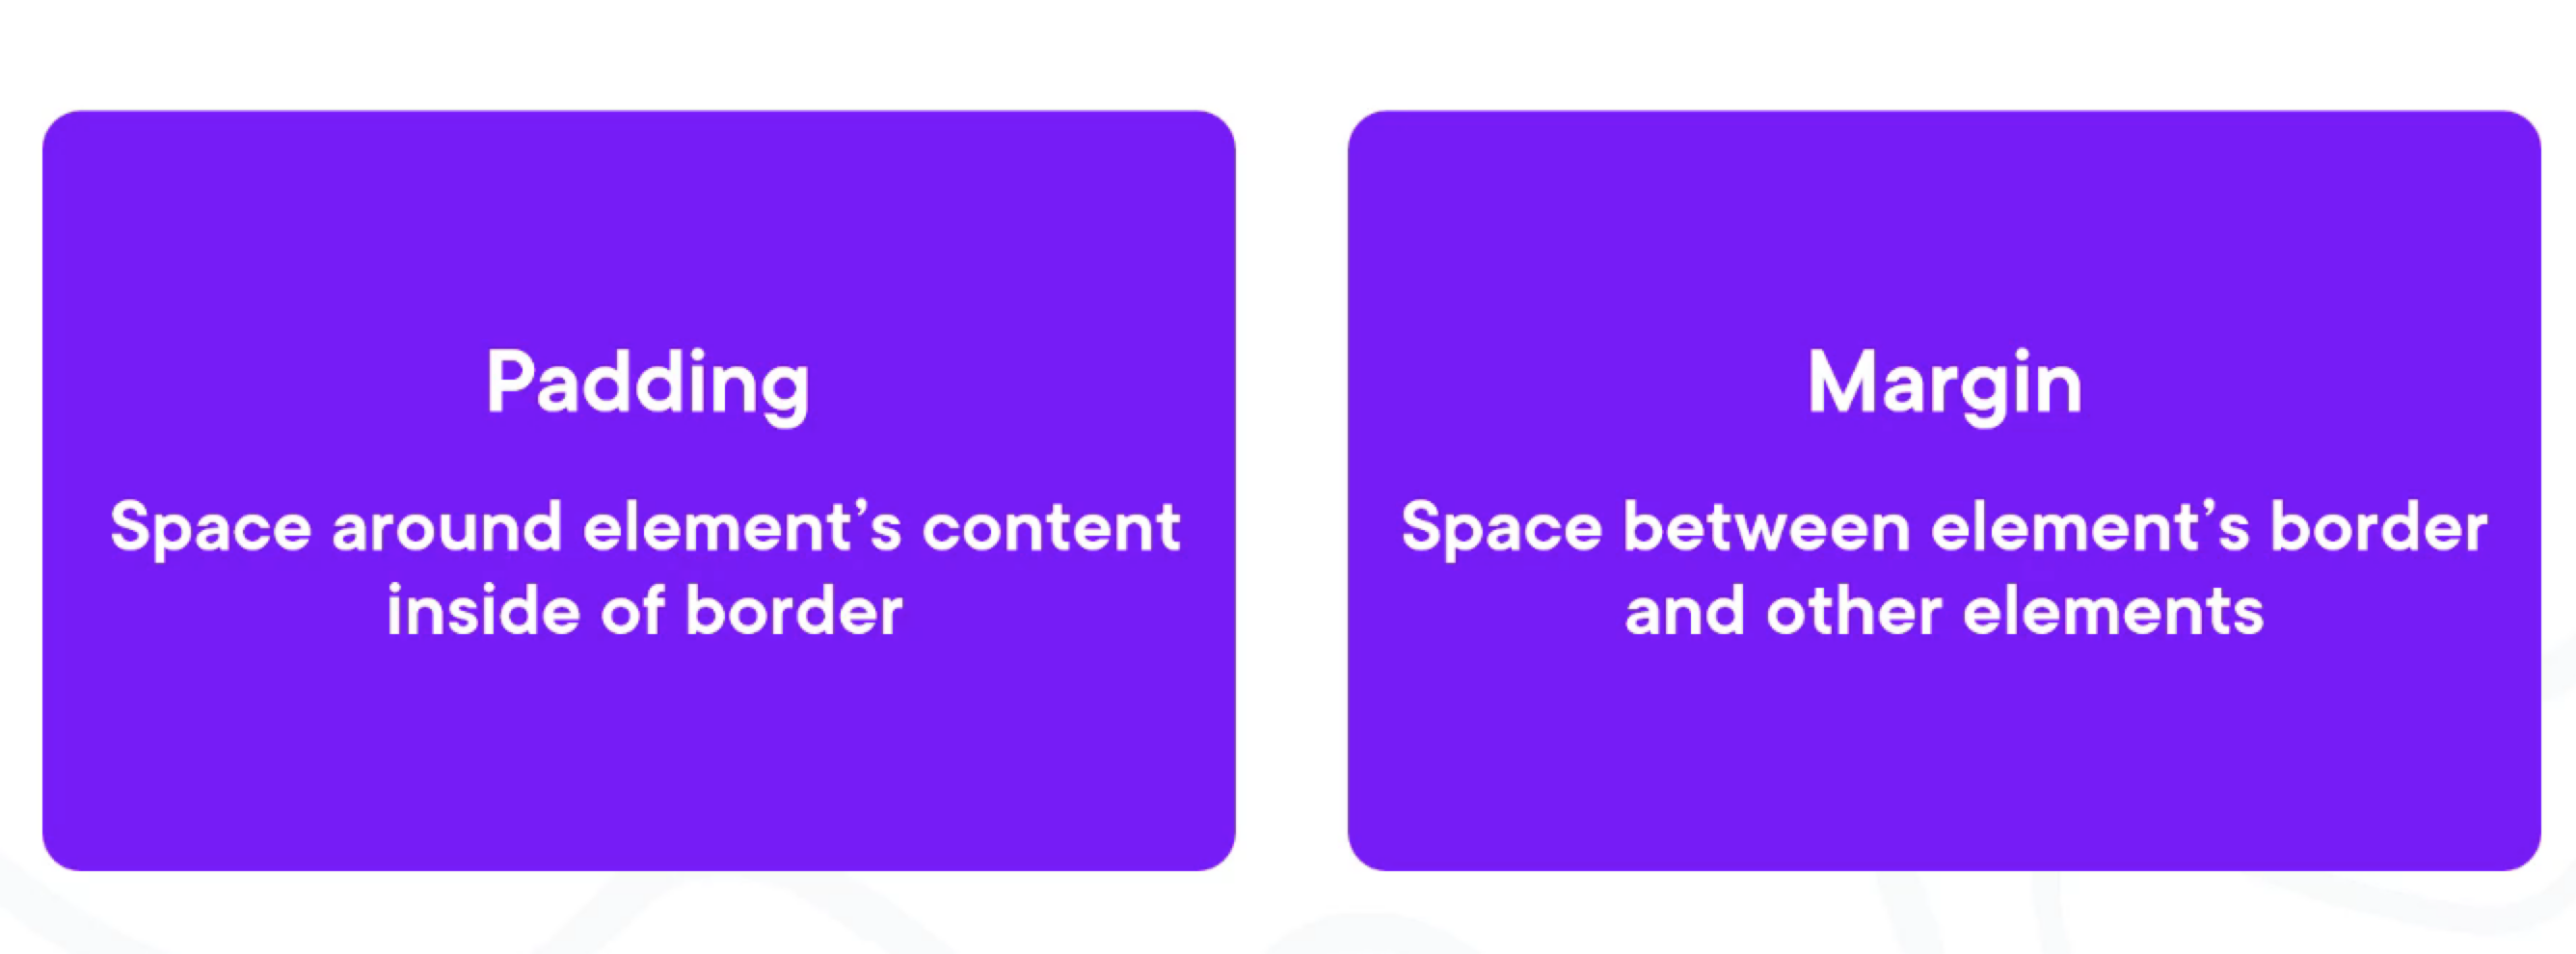 Padding
Space around element’s content
inside of border
Margin
Space between element’s border
and other elements